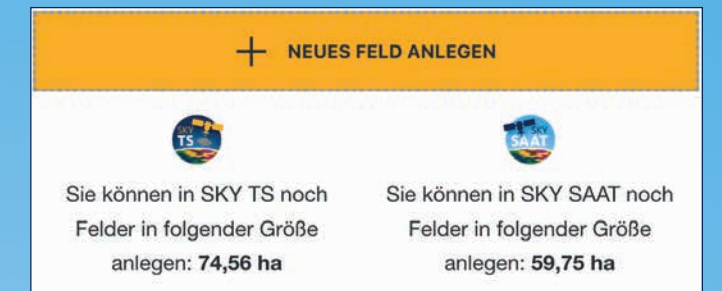 + NEUES FELD ANLEGEN
SKY
TS
Sie können in SKY TS noch
Felder in folgender Größe
anlegen: 74,56 ha
SKY
SAAT
Sie können in SKY SAAT noch
Felder in folgender Größe
anlegen: 59,75 ha